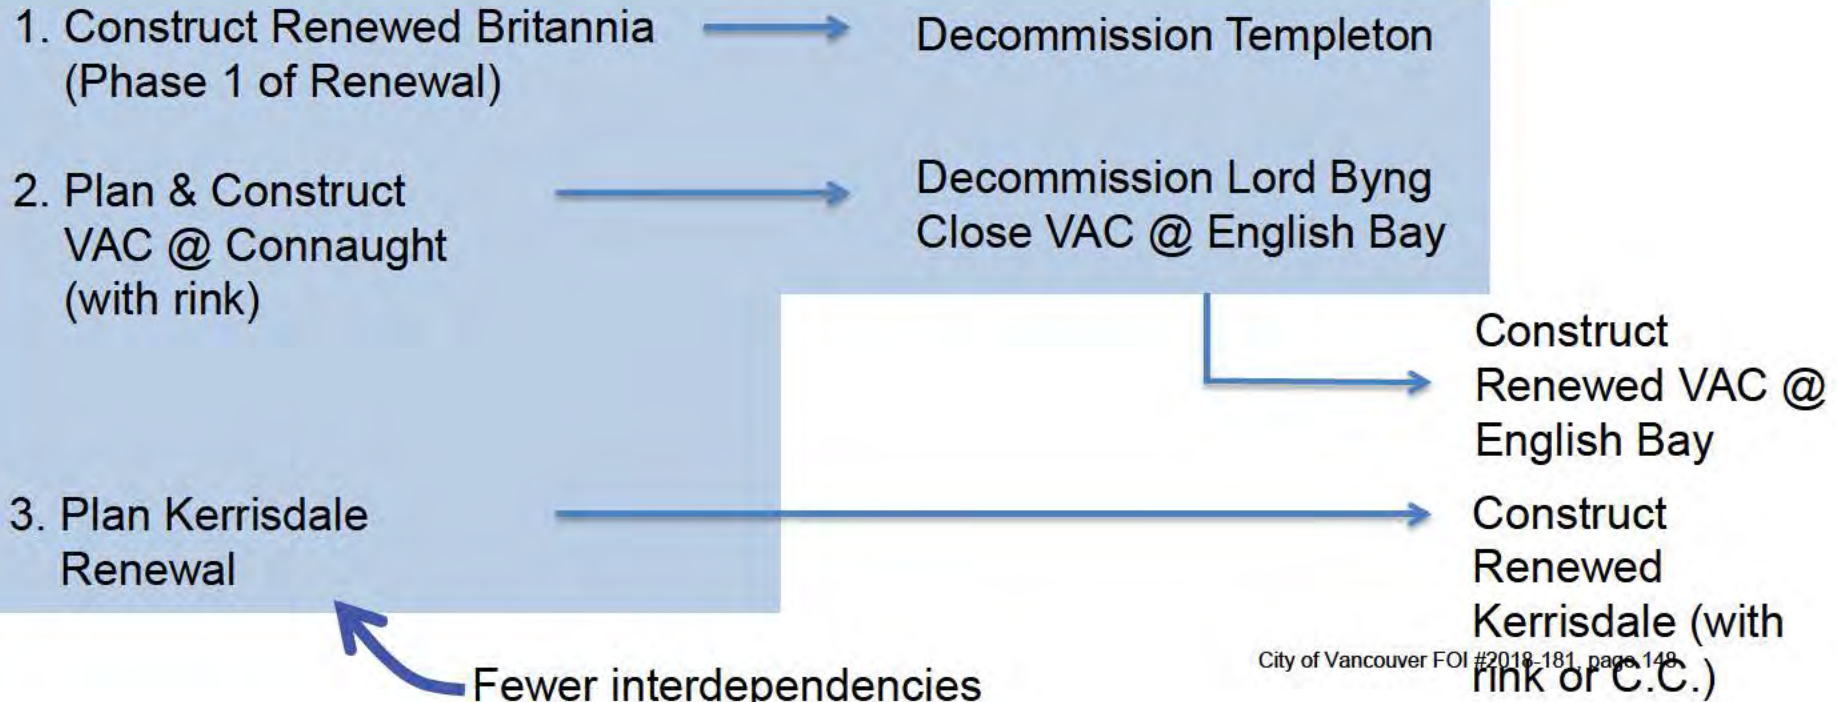 1. Construct Renewed Britannia
(Phase 1 of Renewal)
Decommission Templeton
2. Plan & Construct
VAC @ Connaught
(with rink)
Decommission Lord Byng
Close VAC @ English Bay
Construct
Renewed VAC @
English Bay
3. Plan Kerrisdale
Renewal
Construct
Renewed
Kerrisdale (with
rink or C.C.)
Fewer interdependencies
City of Vancouver FOI #2018-181, page 148